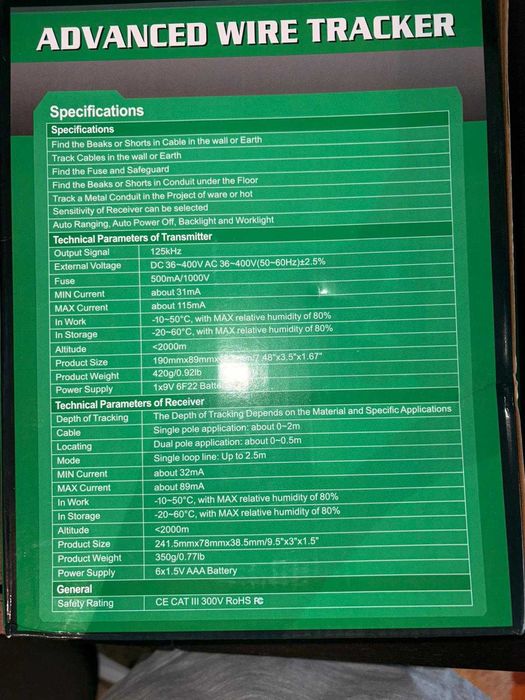 ADVANCED WIRE TRACKER
Specifications
Specifications
Find the Beaks or Shorts in Cable in the wall or Earth
Track Cables in the wall or Earth
Find the Fuse and Safeguard
Find the Beaks or Shorts in Conduit under the Floor
Track a Metal Conduit in the Project of ware or hot
Sensitivity of Receiver can be selected
Auto Ranging, Auto Power Off, Backlight and Worklight
Technical Parameters of Transmitter
Output Signal 125kHz
External Voltage DC 36~400V AC 36~400V(50~60Hz)±2.5%
Fuse 500mA/1000V
MIN Current about 31mA
MAX Current about 115mA
In Work -10~50°C, with MAX relative humidity of 80%
In Storage -20~60°C, with MAX relative humidity of 80%
Altitude <2000m
Product Size 190mmx89mmx 7.48"x3.5"x1.67"
Product Weight 420g/0.92lb
Power Supply 1x9V 6F22
Technical Parameters of Receiver
Depth of Tracking The Depth of Tracking Depends on the Material and Specific Applications
Cable Single pole application: about 0~2m
Locating Dual pole application: about 0~0.5m
Mode Single loop line: Up to 2.5m
MIN Current about 32mA
MAX Current about 89mA
In Work -10~50°C, with MAX relative humidity of 80%
In Storage -20~60°C, with MAX relative humidity of 80%
Altitude <2000m
Product Size 241.5mmx78mmx38.5mm/9.5"x3"x1.5"
Product Weight 350g/0.77lb
Power Supply 6x1.5V AAA Battery
General
Safety Rating CE CAT III 300V RoHS FC